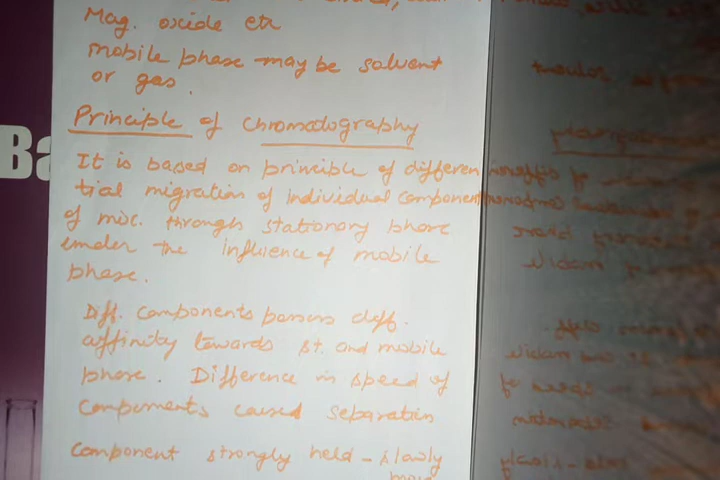 Mag. oxide etc
mobile phase may be solvent
or gas.
Principle of Chromatography
It is based on principle of differen
tial migration of individual component
of mix. through stationary phase
under the influence of mobile
phase.
Diff. components possess diff.
affinity towards st. and mobile
phase. Difference in speed of
components caused separation
Component strongly held - slowly
Ba